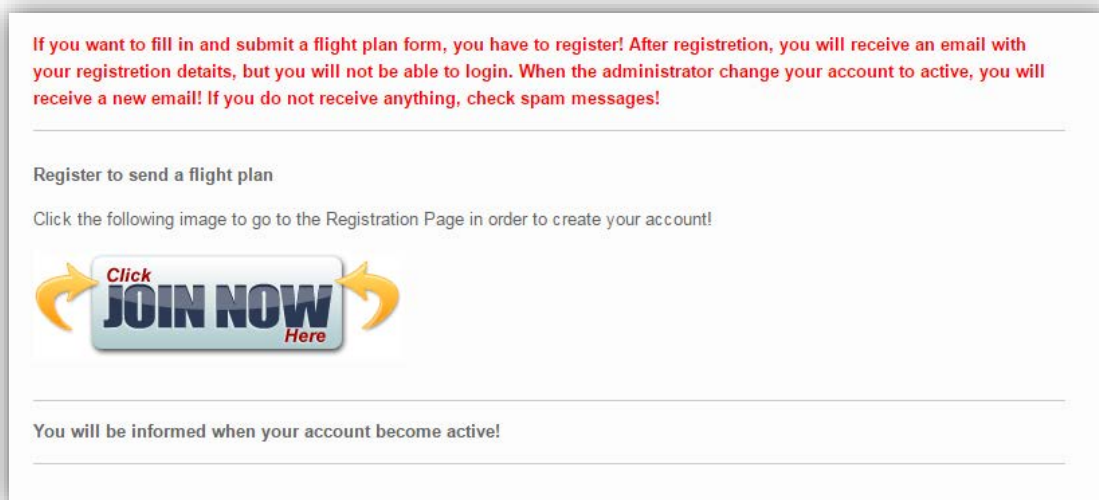 If you want to fill in and submit a flight plan form, you have to register! After registretion, you will receive an email with
your registretion detaits, but you will not be able to login. When the administrator change your account to active, you will
receive a new email! If you do not receive anything, check spam messages!
Register to send a flight plan
Click the following image to go to the Registration Page in order to create your account!
Click
JOIN NOW
Here
You will be informed when your account become active!